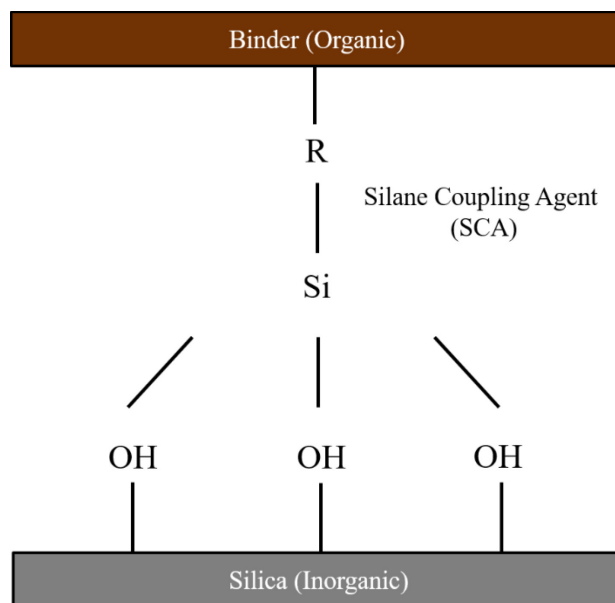 Binder (Organic)
R
Silane Coupling Agent
(SCA)
Si
OH OH OH
Silica (Inorganic)